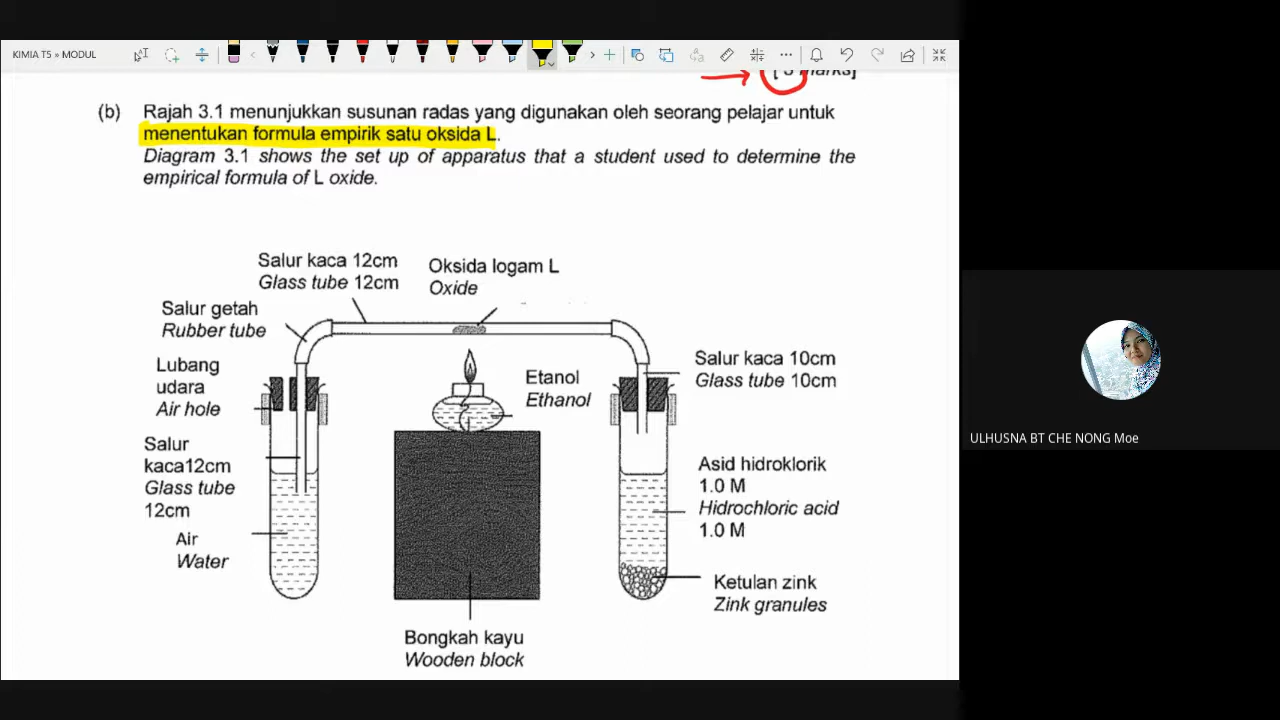 KIMIA T5 » MODUL
[ 3 marks]
(b) Rajah 3.1 menunjukkan susunan radas yang digunakan oleh seorang pelajar untuk
menentukan formula empirik satu oksida L.
Diagram 3.1 shows the set up of apparatus that a student used to determine the
empirical formula of L oxide.
Salur kaca 12cm
Glass tube 12cm
Oksida logam L
Oxide
Salur getah
Rubber tube
Lubang
udara
Air hole
Etanol
Ethanol
Salur kaca 10cm
Glass tube 10cm
Salur
kaca12cm
Glass tube
12cm
Asid hidroklorik
1.0 M
Hidrochloric acid
1.0 M
Air
Water
Ketulan zink
Zink granules
Bongkah kayu
Wooden block
ULHUSNA BT CHE NONG Moe